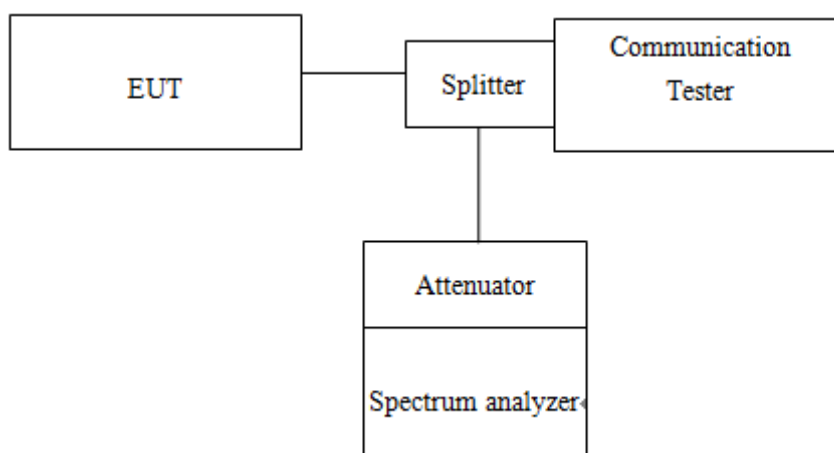 EUT
Splitter
Communication
Tester
Attenuator
Spectrum analyzer